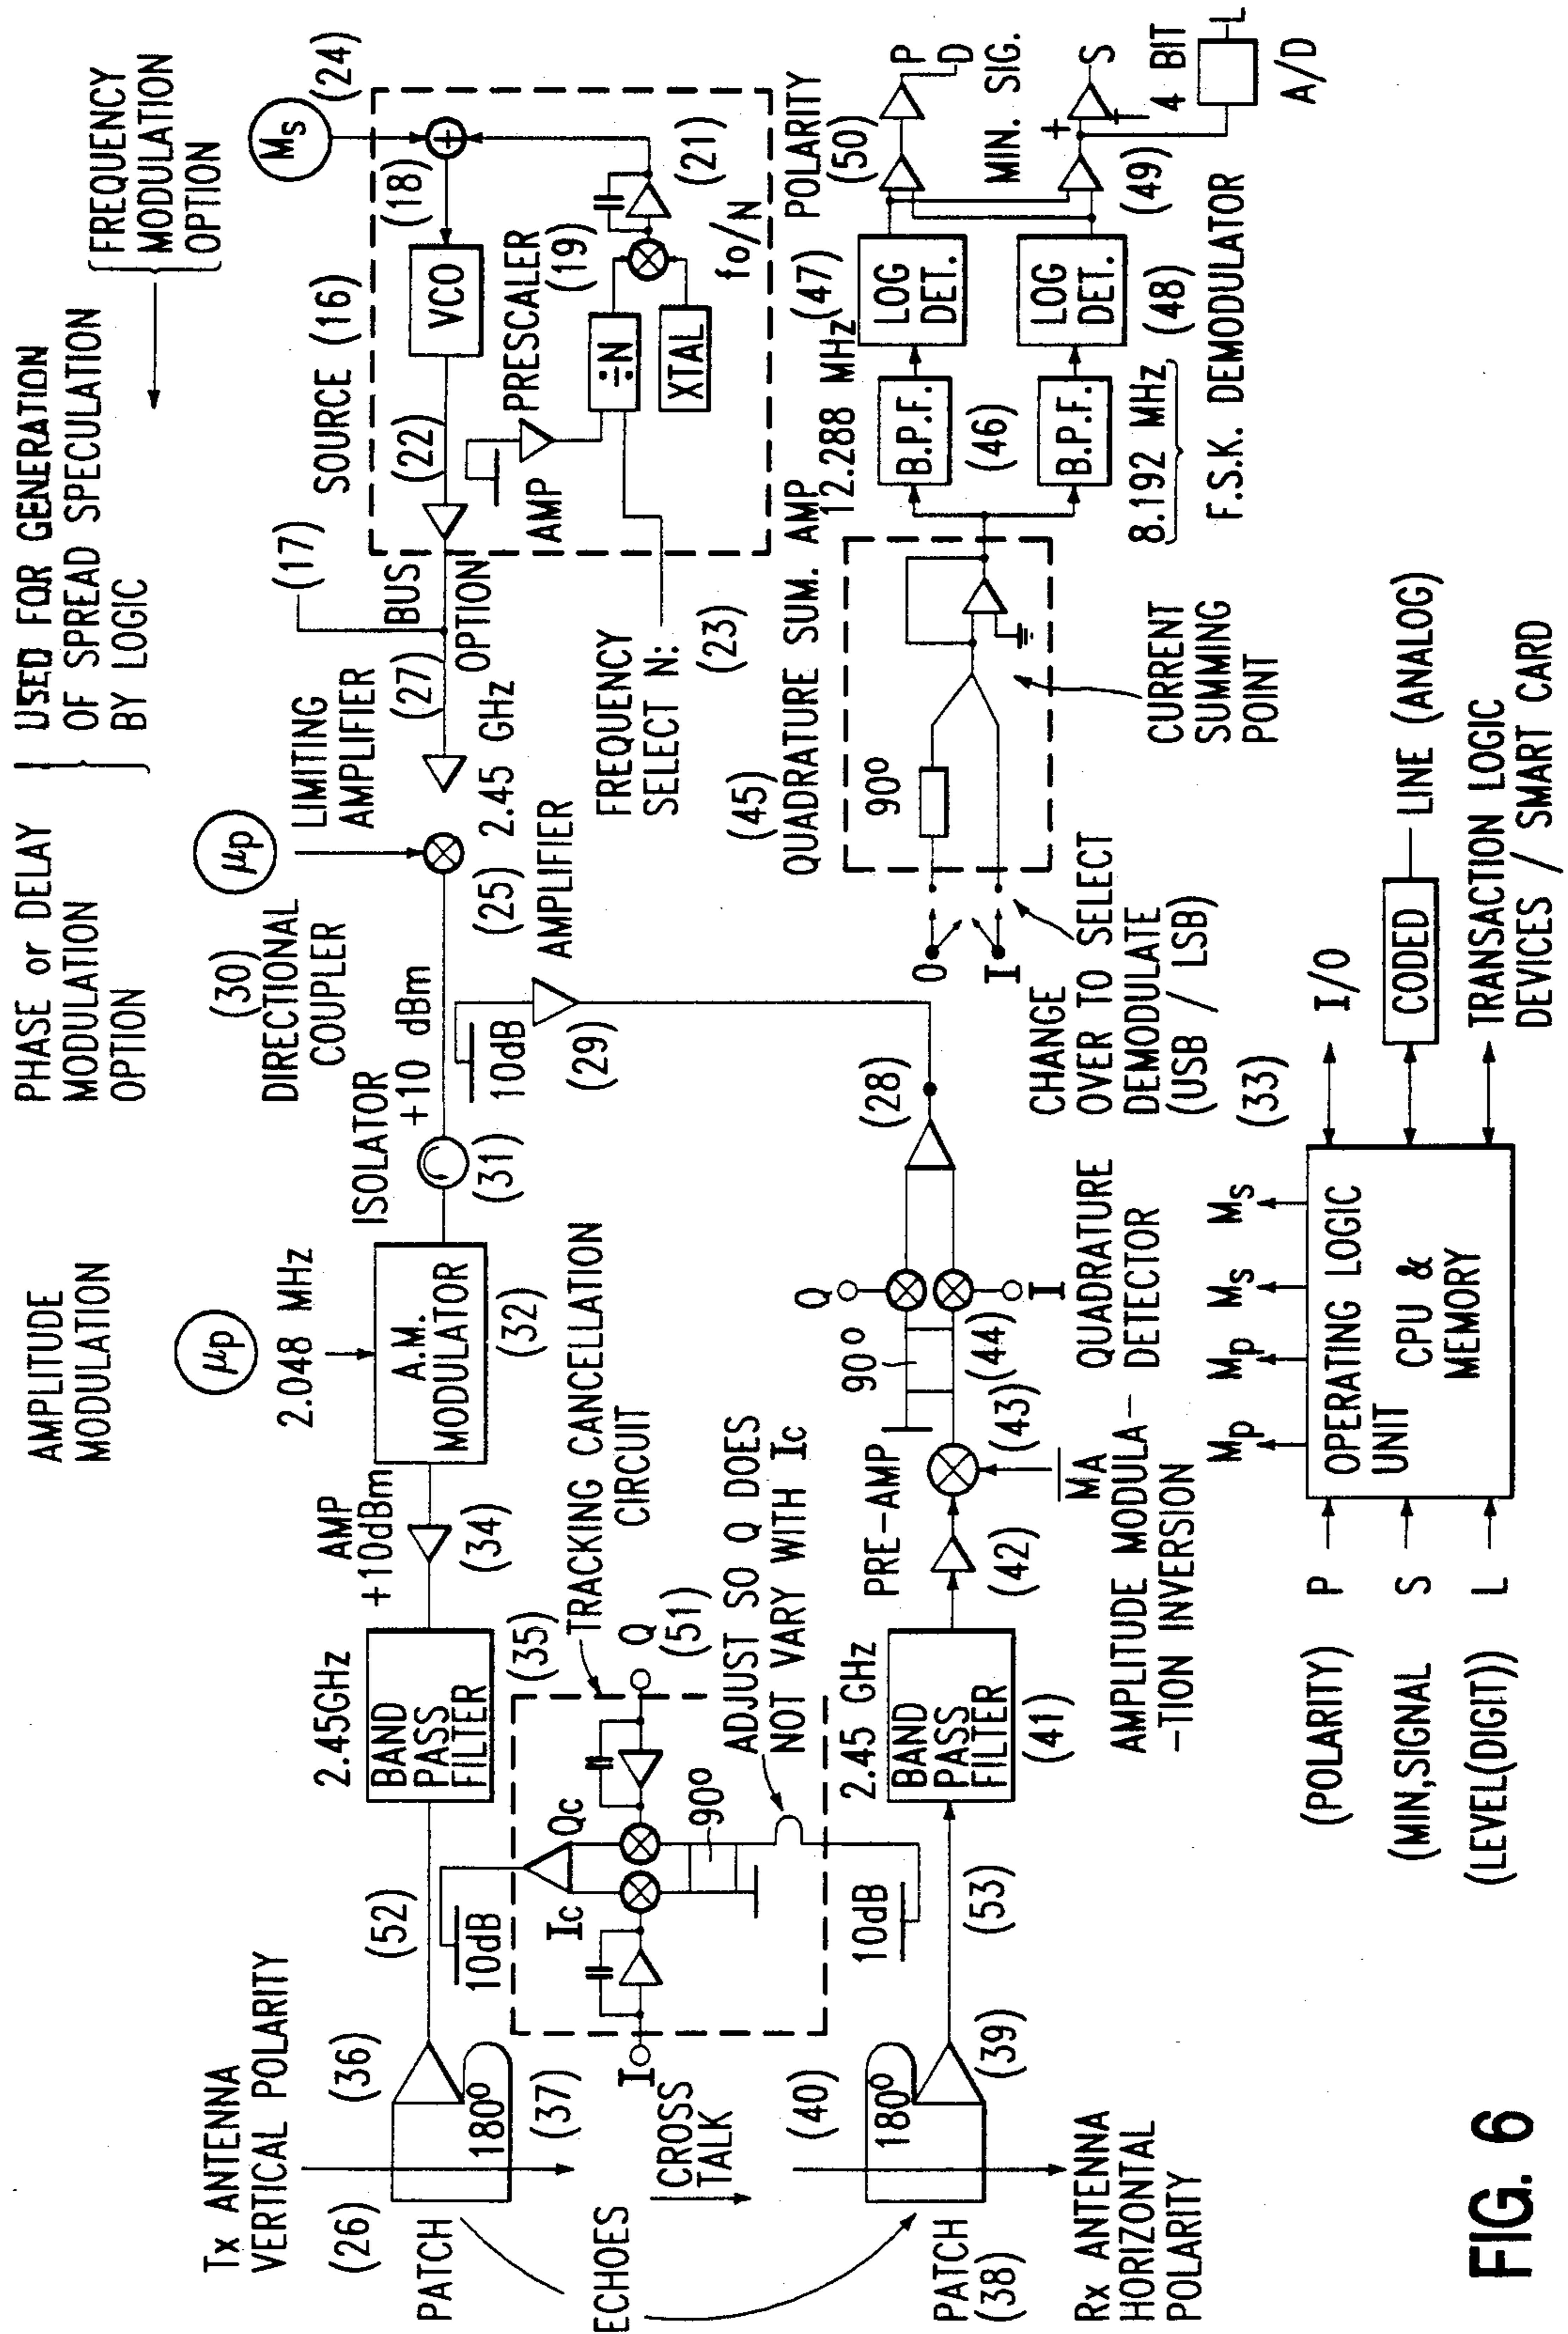 PHASE or DELAY
MODULATION
OPTION
USED FOR GENERATION
OF SPREAD SPECULATION
BY LOGIC
FREQUENCY
MODULATION
OPTION
AMPLITUDE
MODULATION
μp
2.048 MHz
A.M.
MODULATOR
(32)
AMP
+10dBm
(34)
2.45GHz
BAND
PASS
FILTER
(35)
ISOLATOR
(31)
+10 dBm
(30)
DIRECTIONAL
COUPLER
10dB
μp
(25)
AMPLIFIER
(29)
LIMITING
AMPLIFIER
(27)
2.45 GHz
(17)
BUS
OPTION
SOURCE (16)
(22)
VCO
(18)
Ms
(24)
+
AMP
PRESCALER
(19)
÷N
XTAL
fo/N
(21)
FREQUENCY
SELECT N:
(23)
Tx ANTENNA
VERTICAL POLARITY
(26)
PATCH
(36)
180°
(37)
(52)
10dB
TRACKING CANCELLATION
CIRCUIT
Ic
Qc
I
Q
(51)
90°
ADJUST SO Q DOES
NOT VARY WITH Ic
ECHOES
CROSS
TALK
(40)
180°
(39)
PATCH
(38)
Rx ANTENNA
HORIZONTAL
POLARITY
10dB
(53)
2.45 GHz
BAND
PASS
FILTER
(41)
PRE-AMP
(42)
(43)
MA
AMPLITUDE MODULA-
-TION INVERSION
90°
Q
I
(44)
QUADRATURE
DETECTOR
(28)
(45)
QUADRATURE SUM. AMP
90°
O
I
CHANGE
OVER TO SELECT
DEMODULATE
(USB / LSB)
CURRENT
SUMMING
POINT
12.288 MHz
B.P.F.
(46)
B.P.F.
8.192 MHz
(47)
LOG
DET.
LOG
DET.
(48)
F.S.K. DEMODULATOR
POLARITY
(50)
P
D
MIN. SIG.
(49)
+
S
4 BIT
L
A/D
(33)
(POLARITY) P
(MIN,SIGNAL S
(LEVEL(DIGIT)) L
Mp Mp Ms Ms
OPERATING LOGIC
UNIT
CPU &
MEMORY
I/O
CODED
LINE (ANALOG)
TRANSACTION LOGIC
DEVICES / SMART CARD
FIG. 6